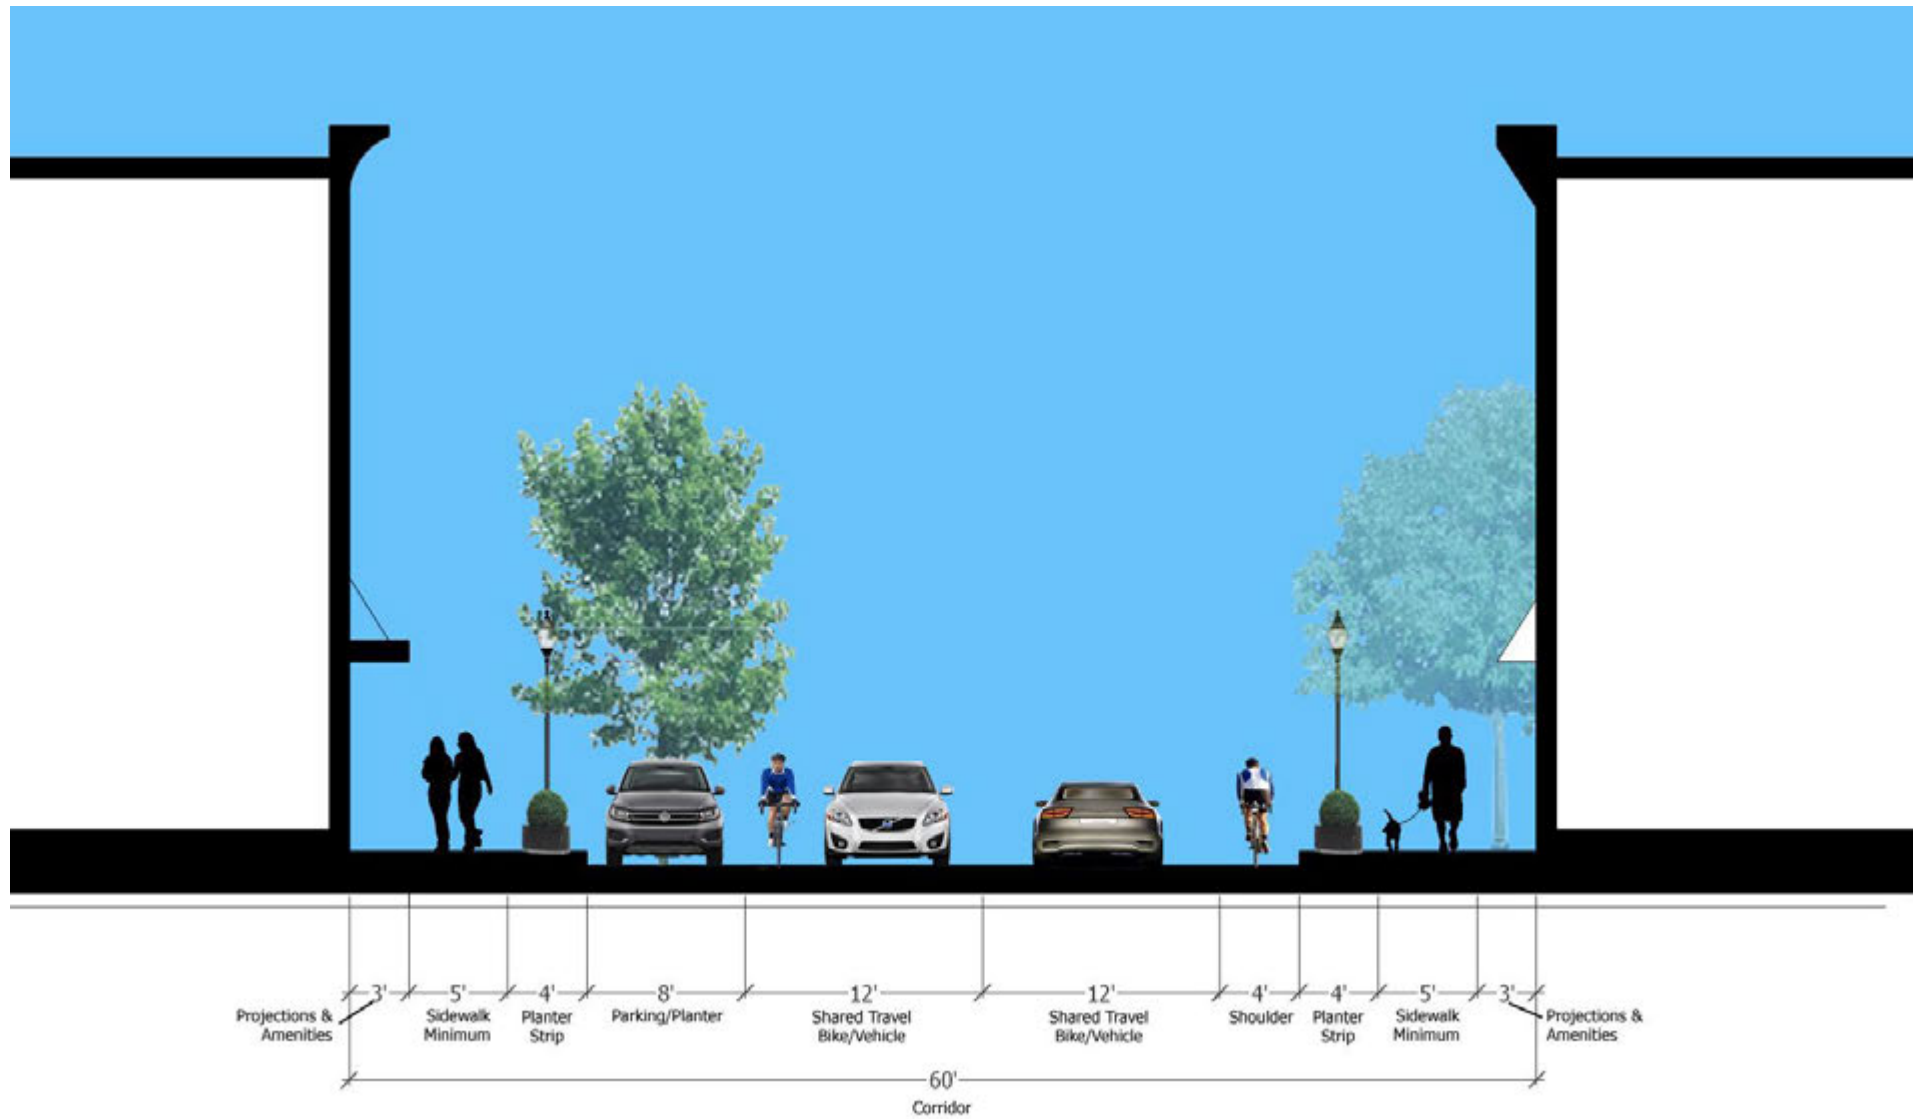 3' 5' 4' 8' 12' 12' 4' 4' 5' 3'
Projections &
Amenities
Sidewalk
Minimum
Planter
Strip
Parking/Planter
Shared Travel
Bike/Vehicle
Shared Travel
Bike/Vehicle
Shoulder
Planter
Strip
Sidewalk
Minimum
Projections &
Amenities
60'
Corridor